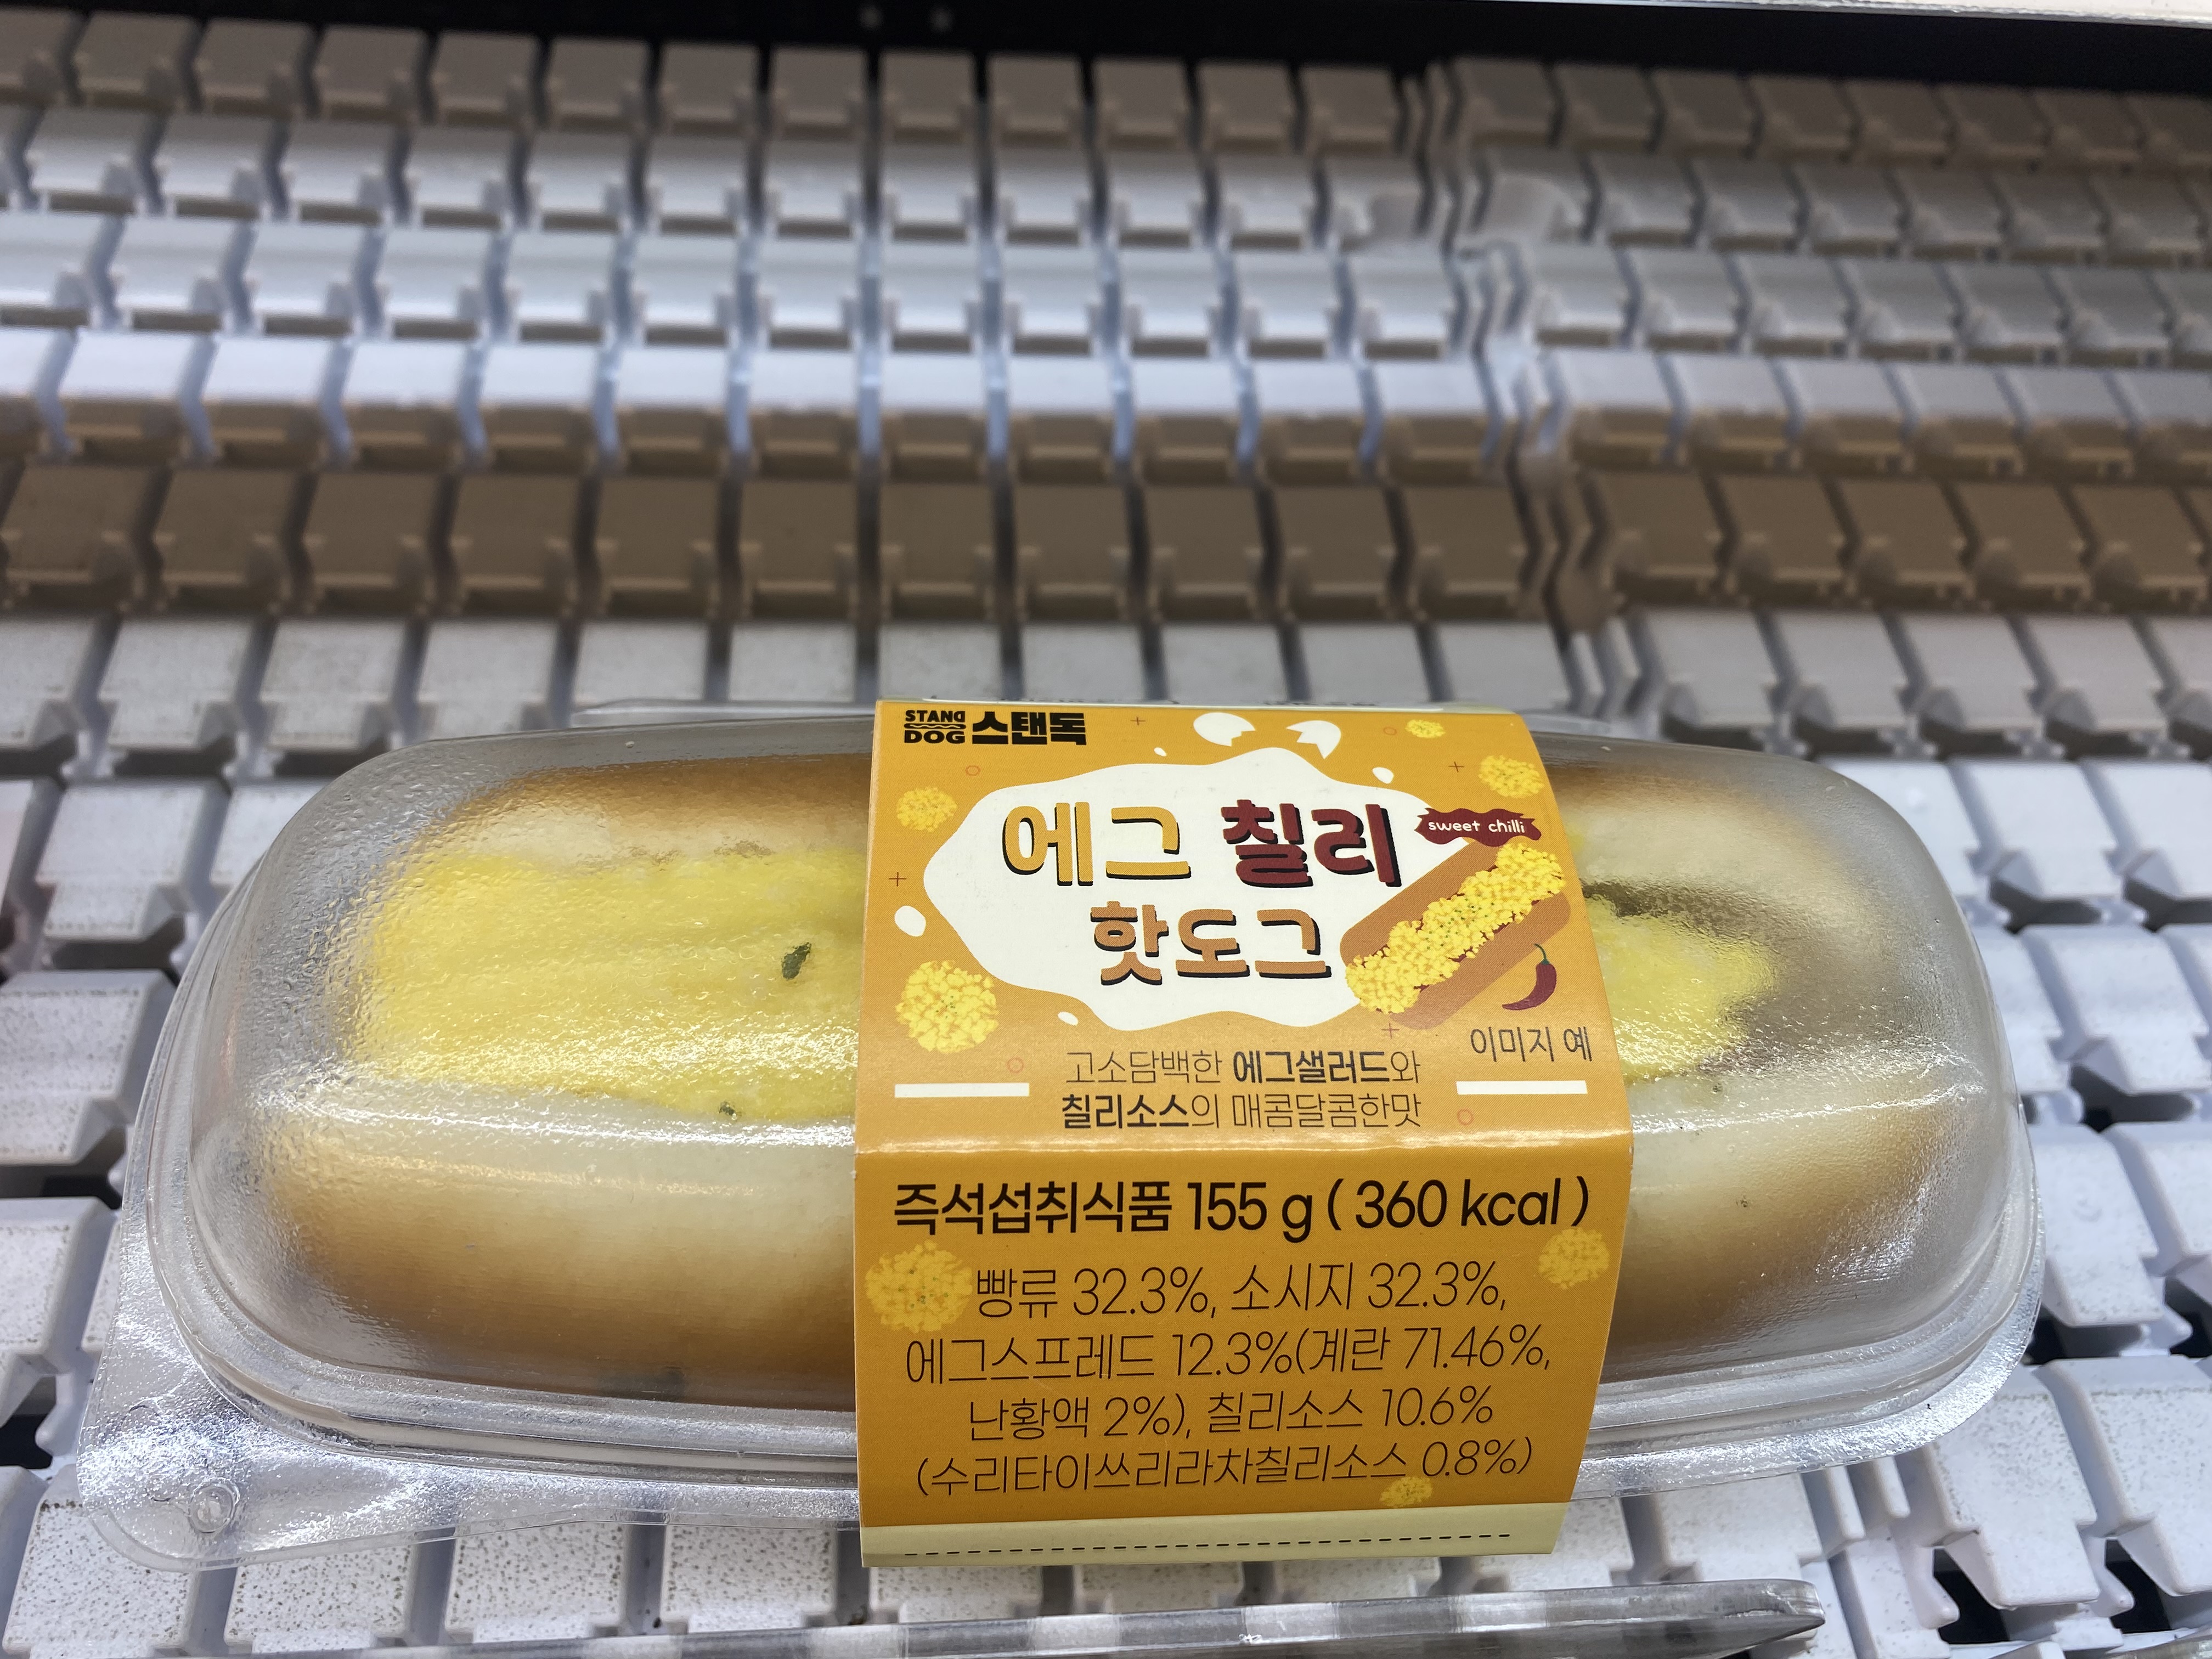 STAND
DOG 스탠독
에그 칠리
sweet chilli
핫도그
이미지 예
고소담백한 에그샐러드와
칠리소스의 매콤달콤한맛
즉석섭취식품 155 g ( 360 kcal )
빵류 32.3%, 소시지 32.3%,
에그스프레드 12.3%(계란 71.46%,
난황액 2%), 칠리소스 10.6%
(수리타이쓰리라차칠리소스 0.8%)